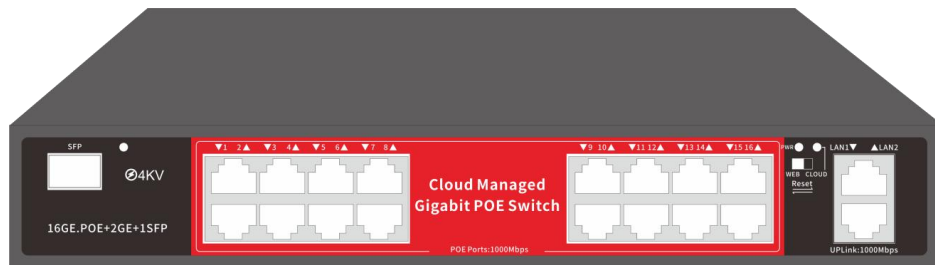 SFP
4KV
16GE.POE+2GE+1SFP
▼1 2▲ ▼3 4▲ ▼5 6▲ ▼7 8▲
Cloud Managed
Gigabit POE Switch
▼9 10▲ ▼11 12▲ ▼13 14▲ ▼15 16▲
POE Ports:1000Mbps
PWR
WEB CLOUD
Reset
LAN1▼ ▲LAN2
UPLink:1000Mbps